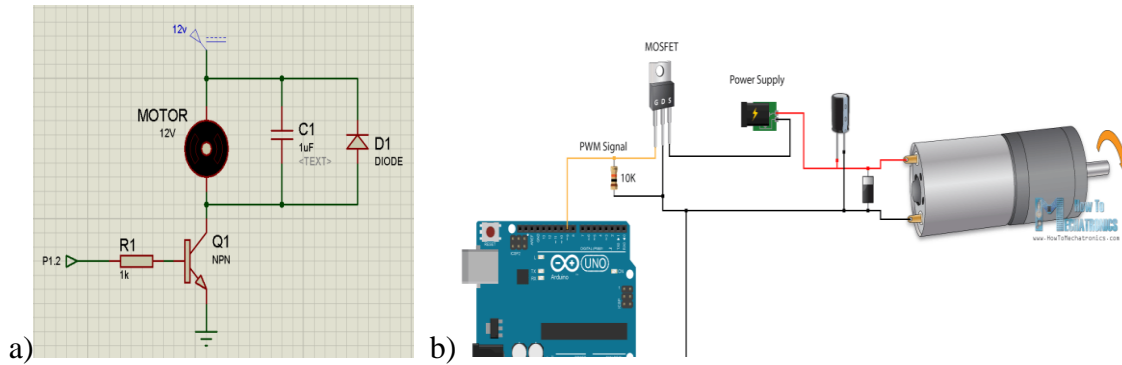 12v
MOTOR
12V
C1
1uF
<TEXT>
D1
DIODE
R1
1k
P1.2
Q1
NPN
a)
MOSFET
G D S
Power Supply
PWM Signal
10K
UNO
Arduino
HOW TO
MECHATRONICS
www.HowToMechatronics.com
b)